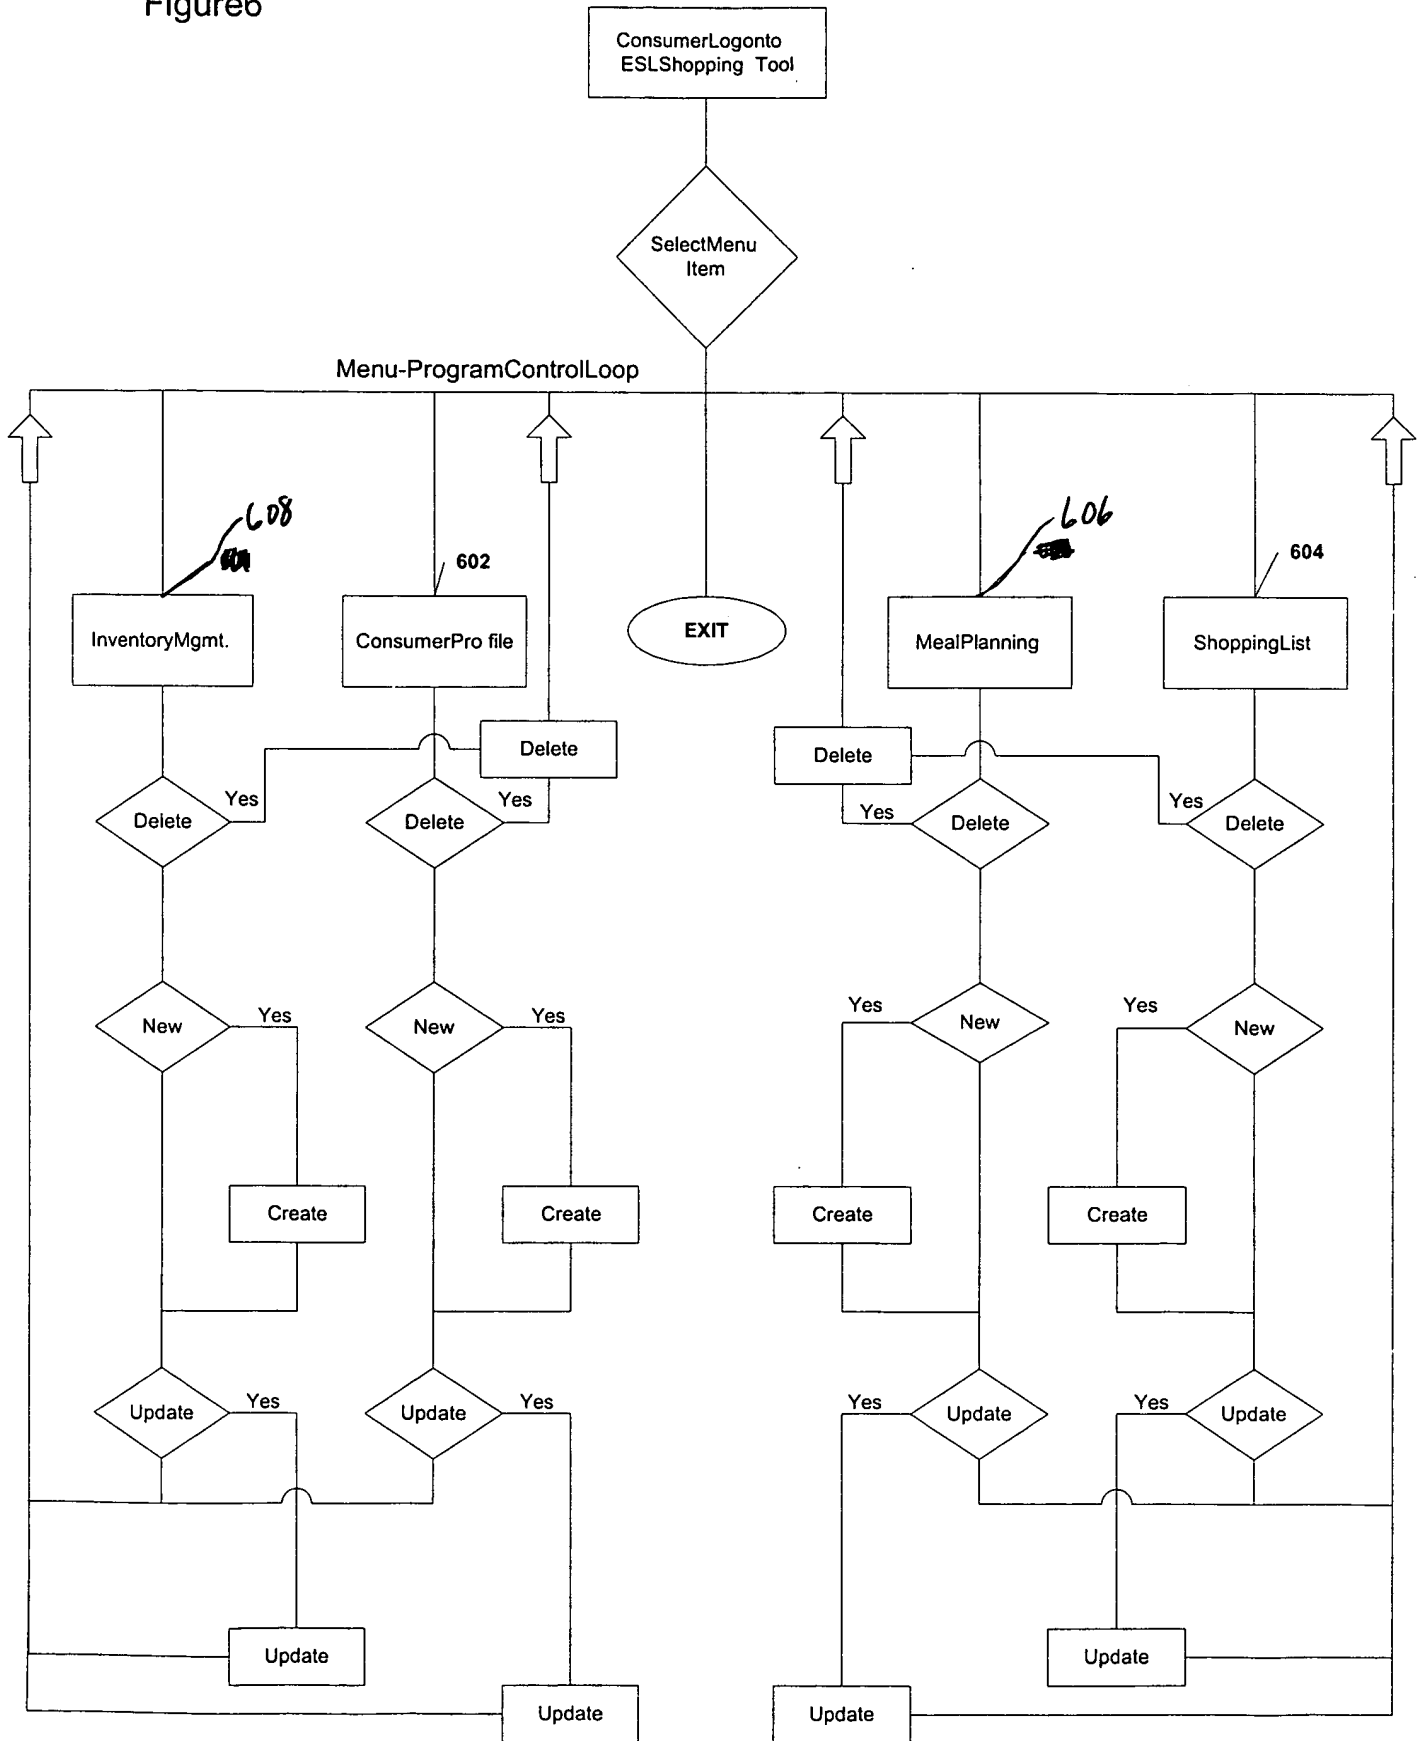 Figure6
ConsumerLogonto
ESLShopping Tool
SelectMenu
Item
Menu-ProgramControlLoop
608
602
606
604
InventoryMgmt.
ConsumerPro file
EXIT
MealPlanning
ShoppingList
Delete
Delete
Yes
Yes
Yes
Yes
Delete
Delete
Delete
Delete
Yes
Yes
Yes
Yes
New
New
New
New
Create
Create
Create
Create
Yes
Yes
Yes
Yes
Update
Update
Update
Update
Update
Update
Update
Update